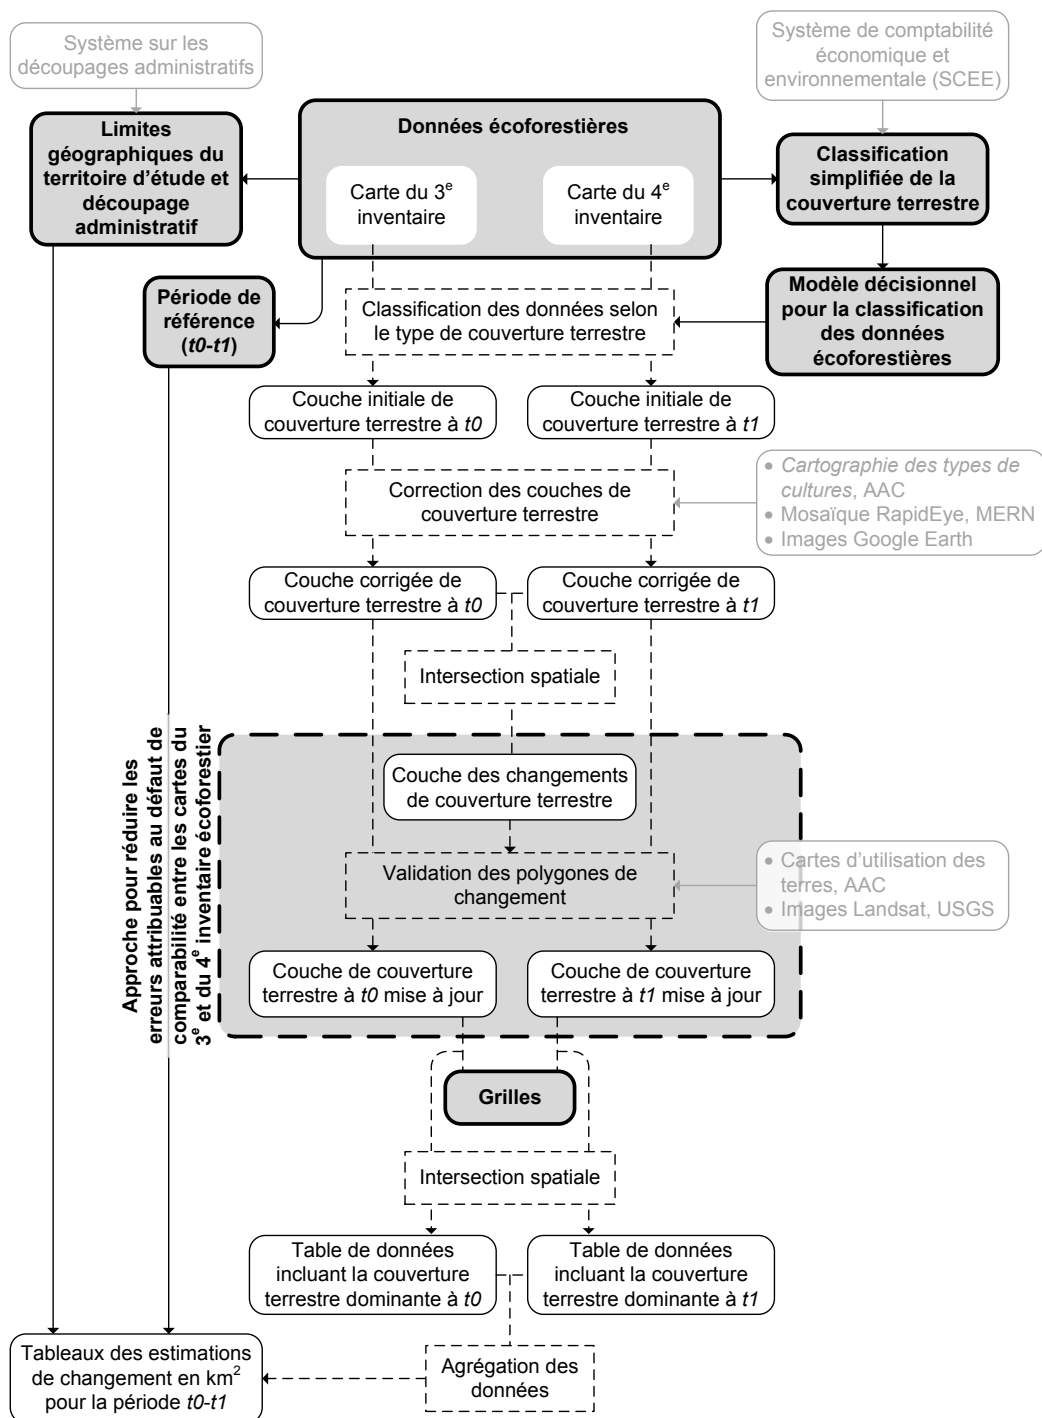 Système sur les
découpages administratifs
Système de comptabilité
économique et
environnementale (SCEE)
Limites
géographiques du
territoire d'étude et
découpage
administratif
Données écoforestières
Carte du 3e
inventaire
Carte du 4e
inventaire
Classification
simplifiée de la
couverture terrestre
Période de
référence
(t0-t1)
Classification des données selon
le type de couverture terrestre
Modèle décisionnel
pour la classification
des données
écoforestières
Couche initiale de
couverture terrestre à t0
Couche initiale de
couverture terrestre à t1
Correction des couches de
couverture terrestre
• Cartographie des types de
cultures, AAC
• Mosaïque RapidEye, MERN
• Images Google Earth
Couche corrigée de
couverture terrestre à t0
Couche corrigée de
couverture terrestre à t1
Intersection spatiale
Approche pour réduire les
erreurs attribuables au défaut de
comparabilité entre les cartes du
3e et du 4e inventaire écoforestier
Couche des changements
de couverture terrestre
Validation des polygones de
changement
• Cartes d'utilisation des
terres, AAC
• Images Landsat, USGS
Couche de couverture
terrestre à t0 mise à jour
Couche de couverture
terrestre à t1 mise à jour
Grilles
Intersection spatiale
Table de données
incluant la couverture
terrestre dominante à t0
Table de données
incluant la couverture
terrestre dominante à t1
Tableaux des estimations
de changement en km2
pour la période t0-t1
Agrégation des
données